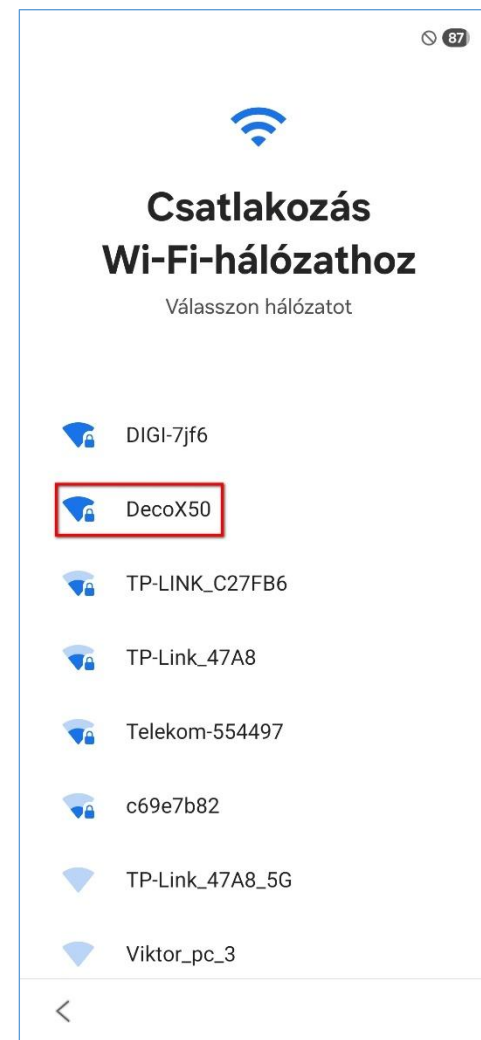 87
Csatlakozás
Wi-Fi-hálózathoz
Válasszon hálózatot
DIGI-7jf6
DecoX50
TP-LINK_C27FB6
TP-Link_47A8
Telekom-554497
c69e7b82
TP-Link_47A8_5G
Viktor_pc_3